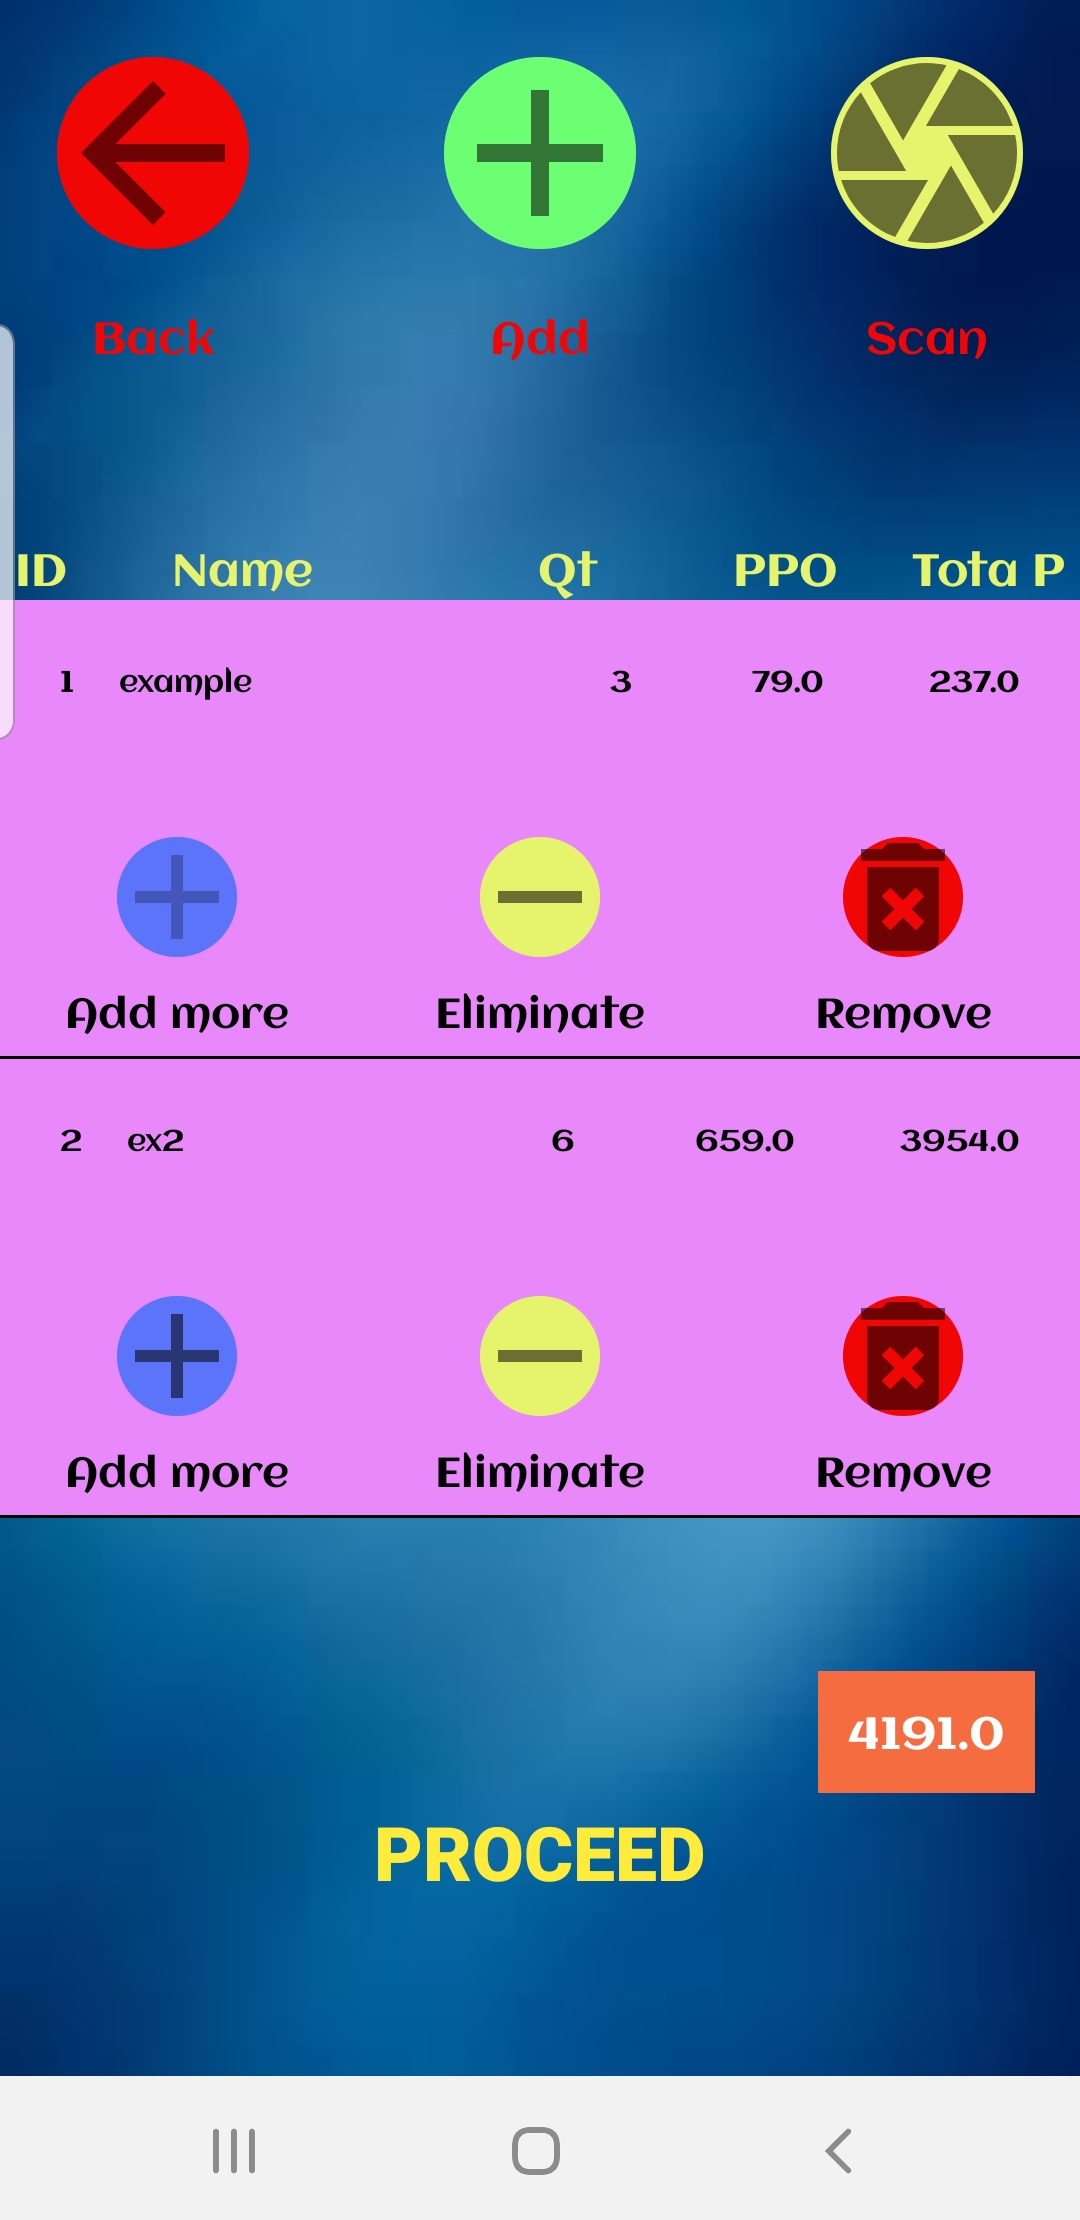 Back Add Scan
ID Name Qt PPO Tota P
1 example 3 79.0 237.0
Add more Eliminate Remove
2 ex2 6 659.0 3954.0
Add more Eliminate Remove
4191.0
PROCEED